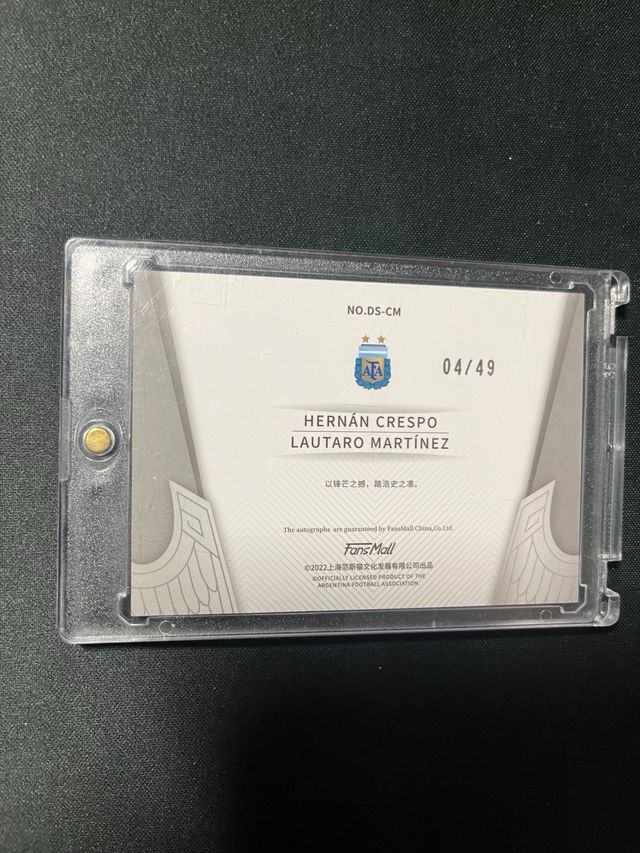 NO.DS-CM
AFA
04/49
HERNÁN CRESPO
LAUTARO MARTÍNEZ
以锋芒之撼，踏浩史之凛。
The autographs are guaranteed by FansMall China,Co.Ltd.
FansMall
©2022上海范斯猫文化发展有限公司出品
©OFFICIALLY LICENSED PRODUCT OF THE
ARGENTINA FOOTBALL ASSOCIATION.